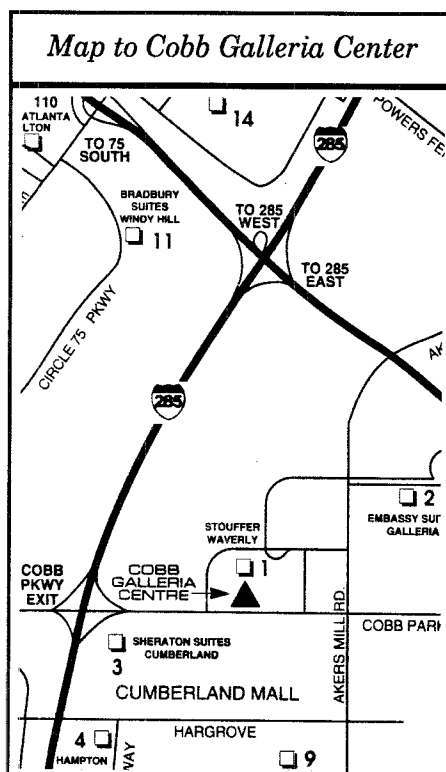 Map to Cobb Galleria Center
110
ATLANTA
LTON
14
285
TO 75
SOUTH
BRADBURY
SUITES
WINDY HILL
11
TO 285
WEST
TO 285
EAST
CIRCLE 75 PKWY
285
2
EMBASSY SUI
GALLERIA
STOUFFER
WAVERLY
1
COBB
PKWY
EXIT
COBB
GALLERIA
CENTRE
AKERS MILL RD.
COBB PARK
SHERATON SUITES
CUMBERLAND
3
CUMBERLAND MALL
HARGROVE
4
HAMPTON
WAY
9
POWERS FE
AK